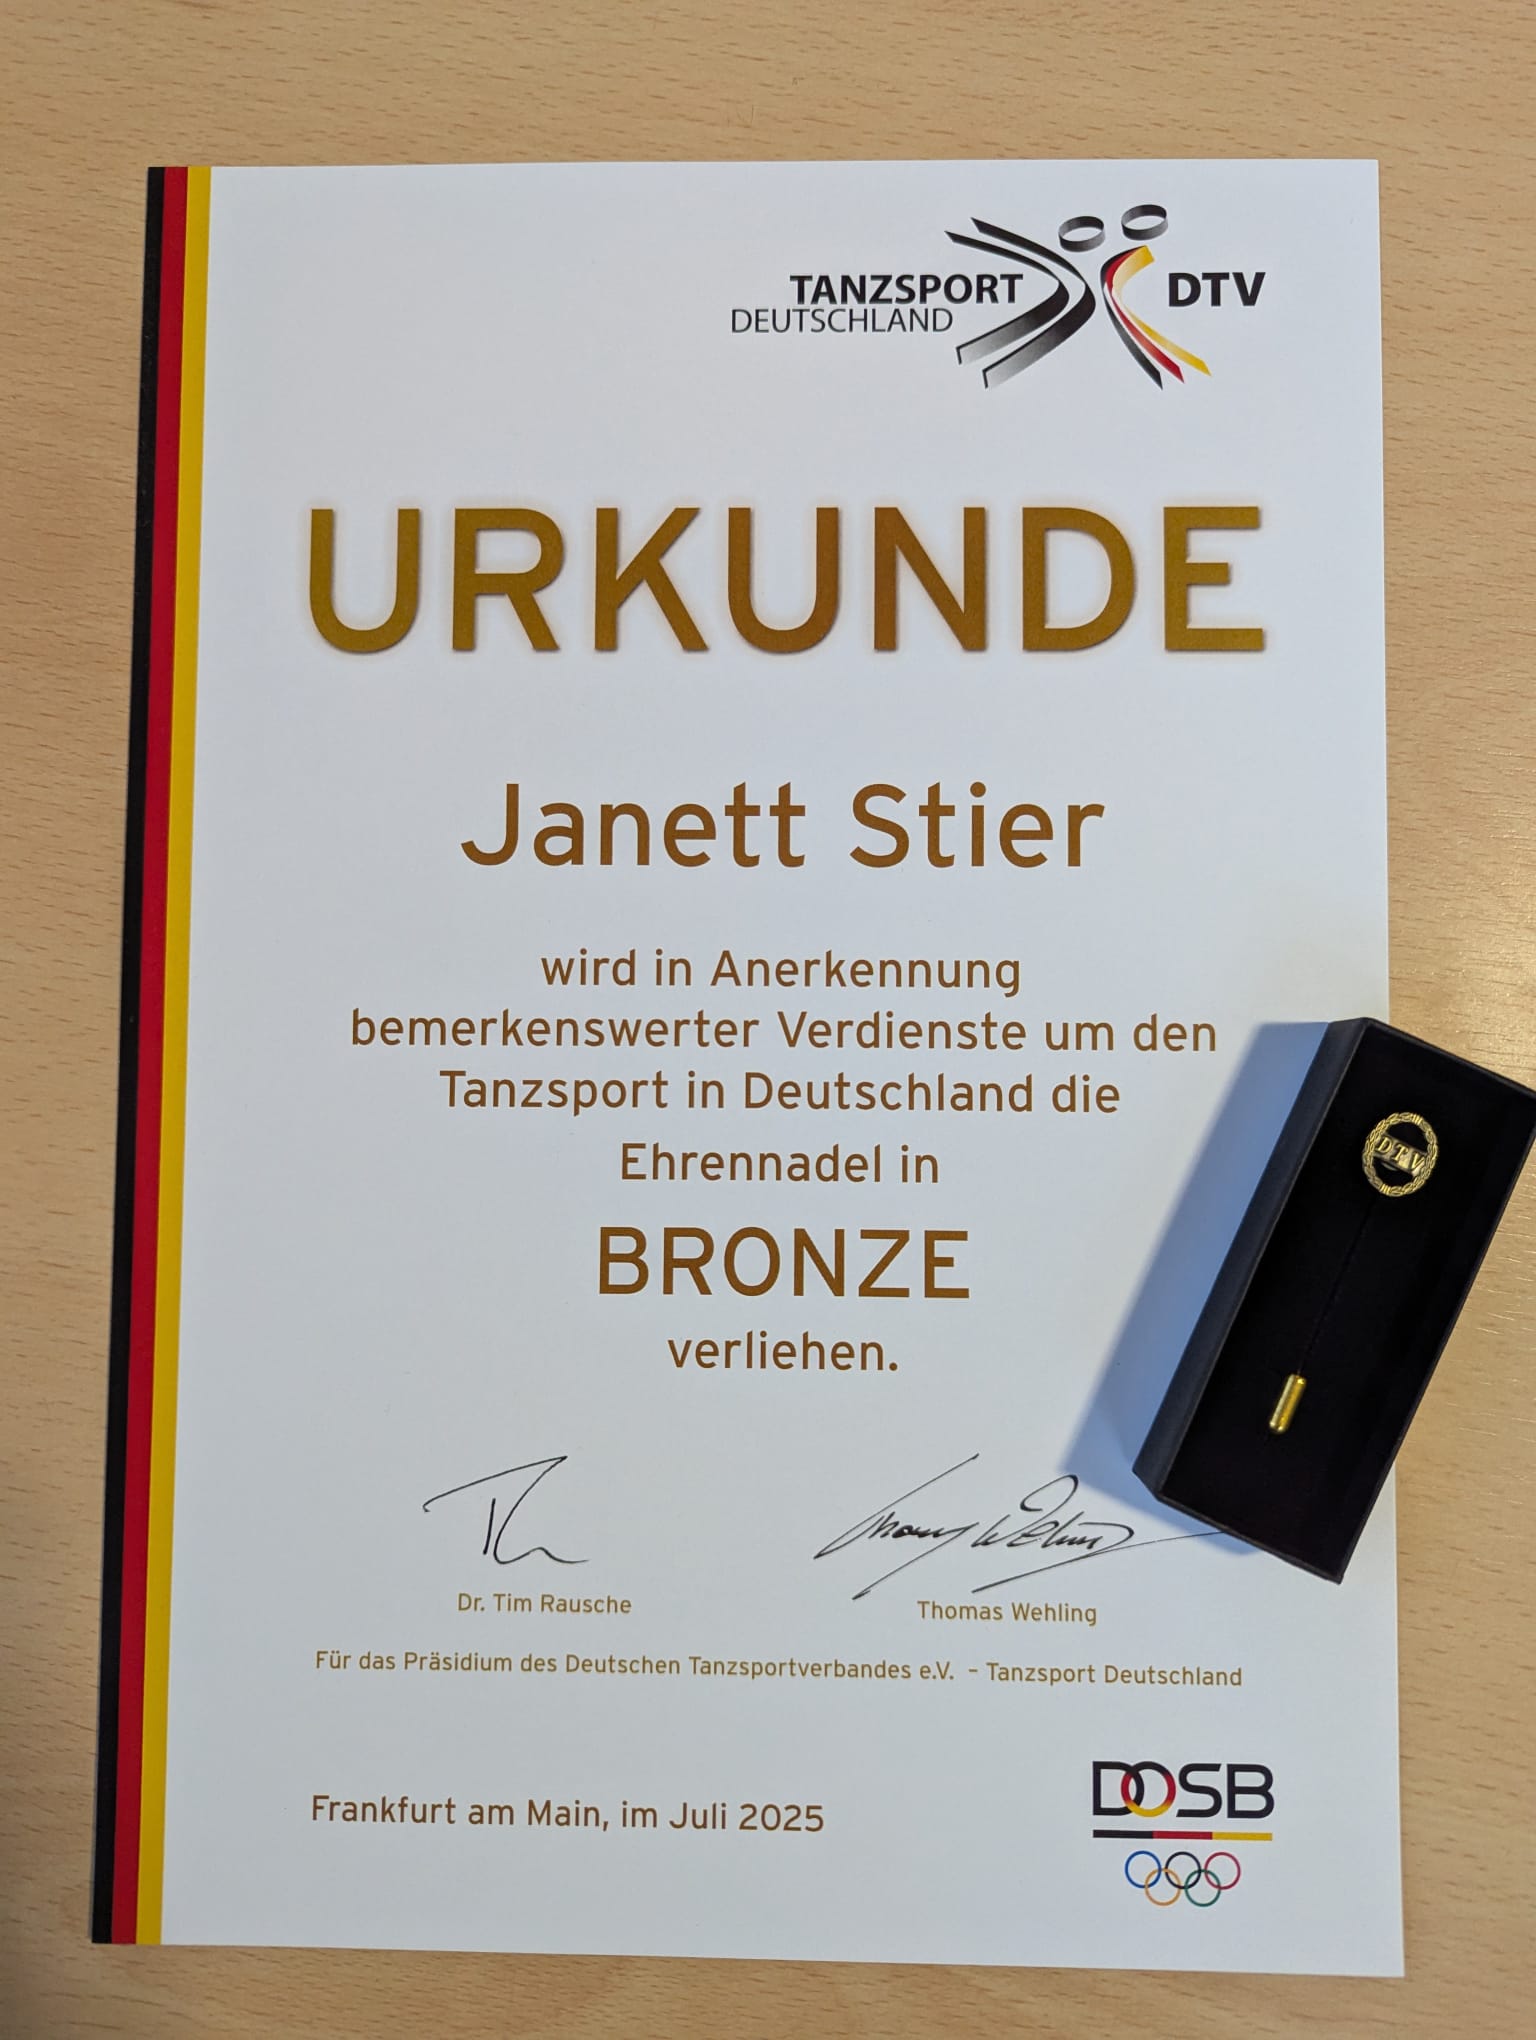 TANZSPORT DTV
DEUTSCHLAND
URKUNDE
Janett Stier
wird in Anerkennung
bemerkenswerter Verdienste um den
Tanzsport in Deutschland die
Ehrennadel in
BRONZE
verliehen.
DTV
Thomas Wehling
Dr. Tim Rausche
Thomas Wehling
Für das Präsidium des Deutschen Tanzsportverbandes e.V. – Tanzsport Deutschland
DOSB
Frankfurt am Main, im Juli 2025